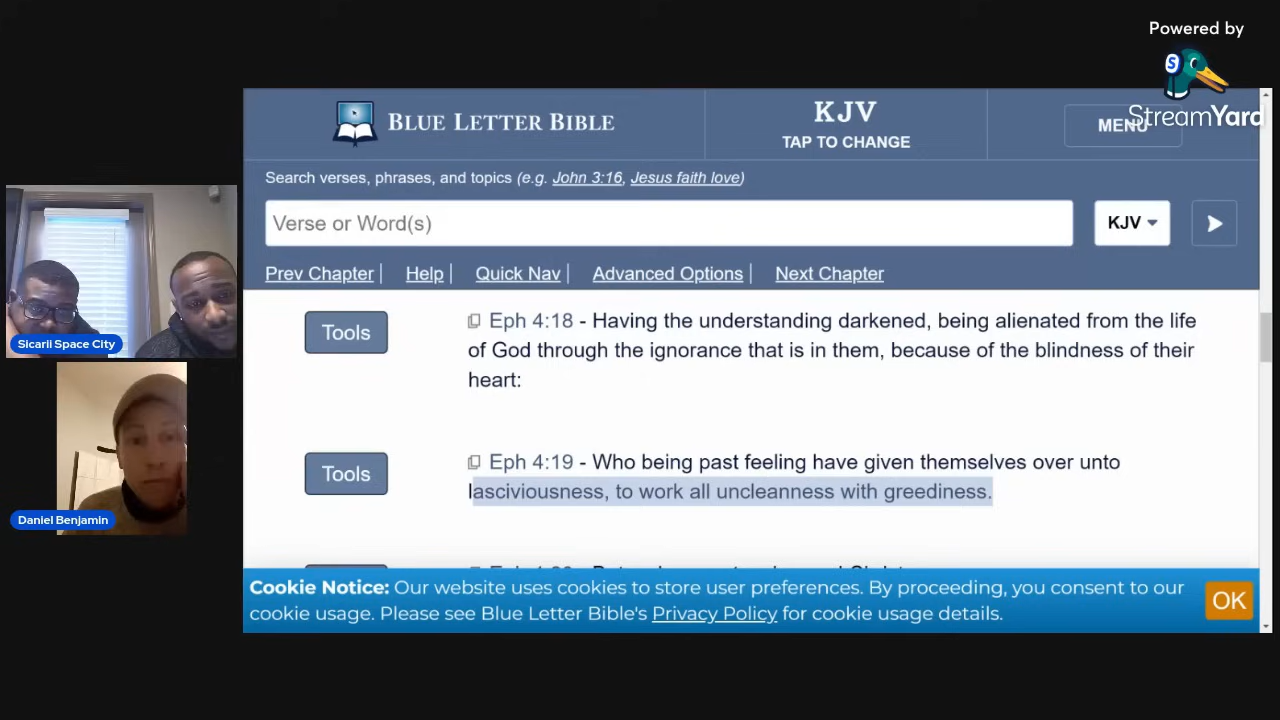 Powered by
StreamYard
BLUE LETTER BIBLE
KJV
TAP TO CHANGE
MENU
Search verses, phrases, and topics (e.g. John 3:16, Jesus faith love)
Verse or Word(s)
KJV
Prev Chapter| Help| Quick Nav| Advanced Options| Next Chapter
Tools
Eph 4:18 - Having the understanding darkened, being alienated from the life
of God through the ignorance that is in them, because of the blindness of their
heart:
Tools
Eph 4:19 - Who being past feeling have given themselves over unto
lasciviousness, to work all uncleanness with greediness.
Cookie Notice: Our website uses cookies to store user preferences. By proceeding, you consent to our
cookie usage. Please see Blue Letter Bible's Privacy Policy for cookie usage details.
OK
Sicarii Space City
Daniel Benjamin